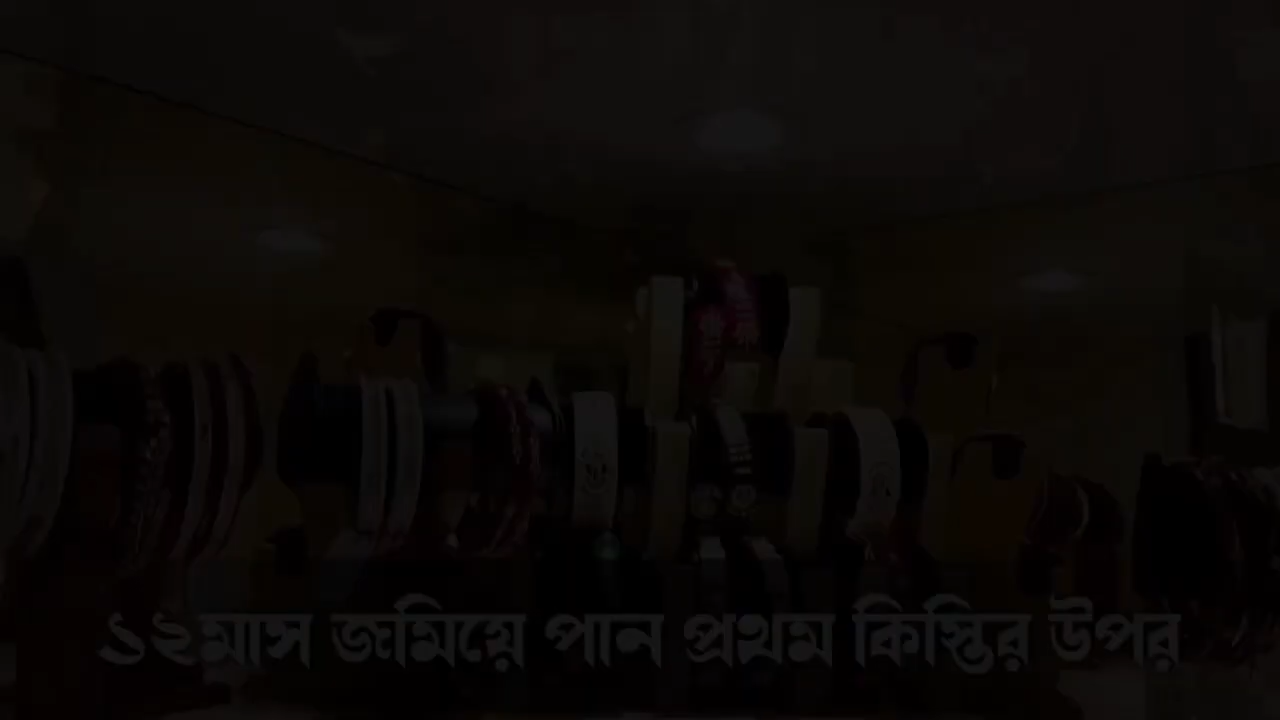 ১২মাস জমিয়ে পান প্রথম কিস্তির উপর